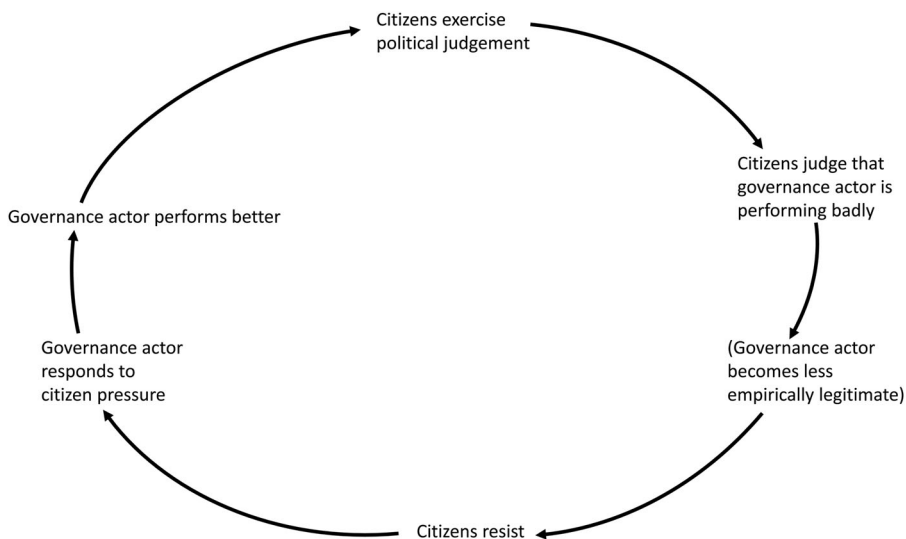 Citizens exercise
political judgement
Citizens judge that
governance actor is
performing badly
(Governance actor
becomes less
empirically legitimate)
Citizens resist
Governance actor
responds to
citizen pressure
Governance actor performs better